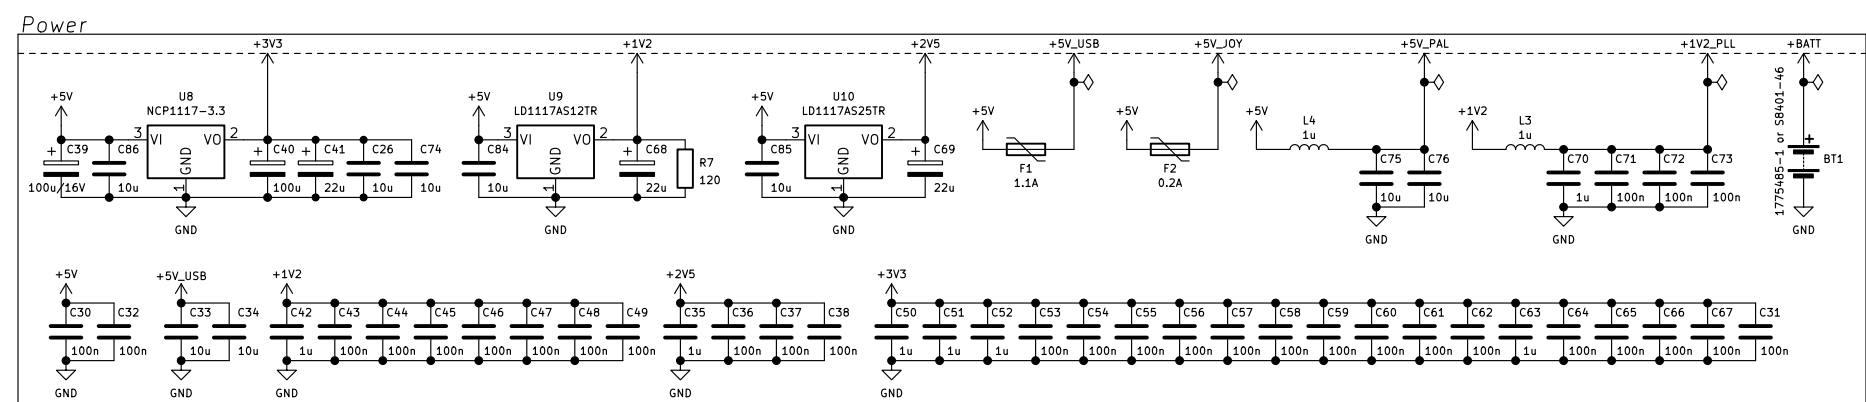 Power
+3V3 +1V2 +2V5 +5V_USB +5V_JOY +5V_PAL +1V2_PLL +BATT
+5V U8 +5V U9 +5V U10
NCP1117-3.3 LD1117AS12TR LD1117AS25TR +5V +5V +5V L4 +1V2 L3
1u 1u
3 VI VO 2 3 VI VO 2 3 VI VO 2
+ C39 C86 GND + C40 + C41 C26 C74 C84 GND + C68 R7 C85 GND + C69 C75 C76 C70 C71 C72 C73 + BT1
F1 F2
120
100u/16V 10u 1 100u 22u 10u 10u 10u 1 22u 10u 1 22u 1.1A 0.2A
10u 10u 1u 100n 100n 100n
1775485-1 or S8401-46
GND GND GND GND GND GND
+5V +5V_USB +1V2 +2V5 +3V3
C30 C32 C33 C34 C42 C43 C44 C45 C46 C47 C48 C49 C35 C36 C37 C38 C50 C51 C52 C53 C54 C55 C56 C57 C58 C59 C60 C61 C62 C63 C64 C65 C66 C67 C31
100n 100n 10u 10u 1u 100n 100n 100n 100n 100n 100n 100n 1u 100n 100n 100n 1u 1u 1u 100n 100n 100n 100n 100n 100n 100n 100n 100n 100n 1u 100n 100n 100n 100n 100n
GND GND GND GND GND